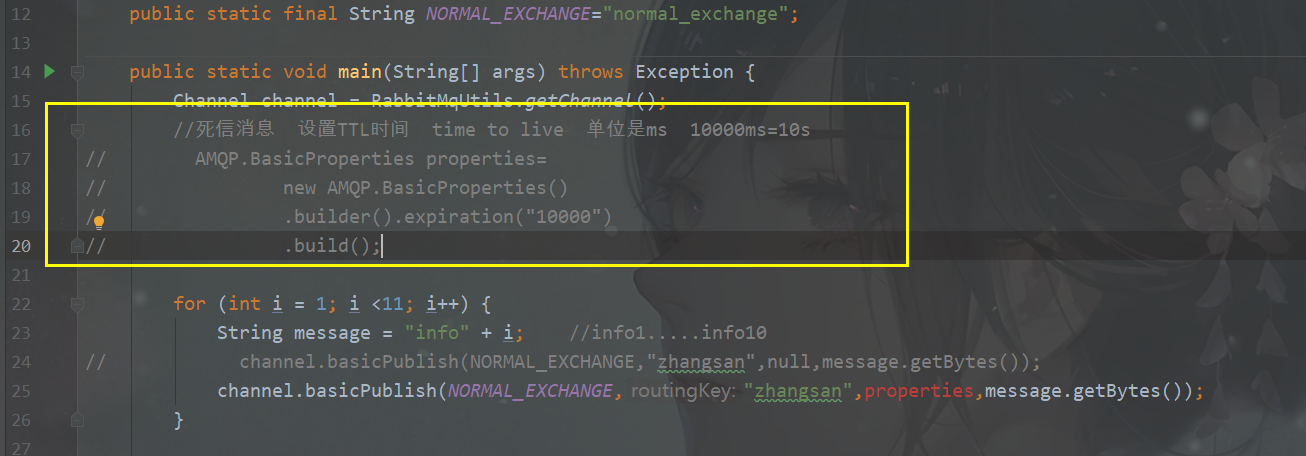 12 public static final String NORMAL_EXCHANGE="normal_exchange";
13
14 public static void main(String[] args) throws Exception {
15 Channel channel = RabbitMqUtils.getChannel();
16 //死信消息 设置TTL时间 time to live 单位是ms 10000ms=10s
17 // AMQP.BasicProperties properties=
18 // new AMQP.BasicProperties()
19 // .builder().expiration("10000")
20 // .build();
21
22 for (int i = 1; i <11; i++) {
23 String message = "info" + i; //info1.....info10
24 // channel.basicPublish(NORMAL_EXCHANGE,"zhangsan",null,message.getBytes());
25 channel.basicPublish(NORMAL_EXCHANGE, routingKey: "zhangsan",properties,message.getBytes());
26 }
27